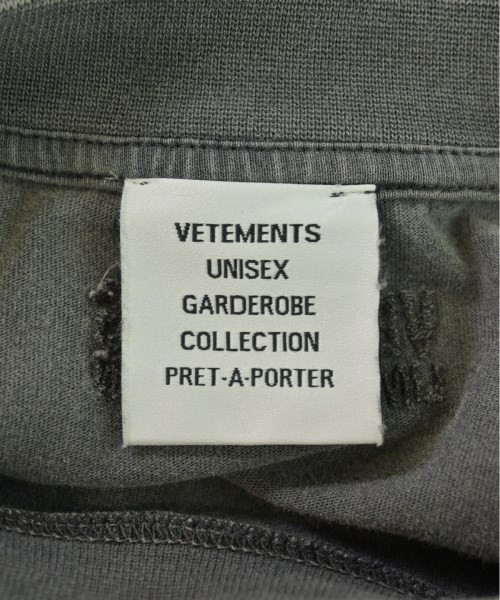 VETEMENTS
UNISEX
GARDEROBE
COLLECTION
PRET-A-PORTER